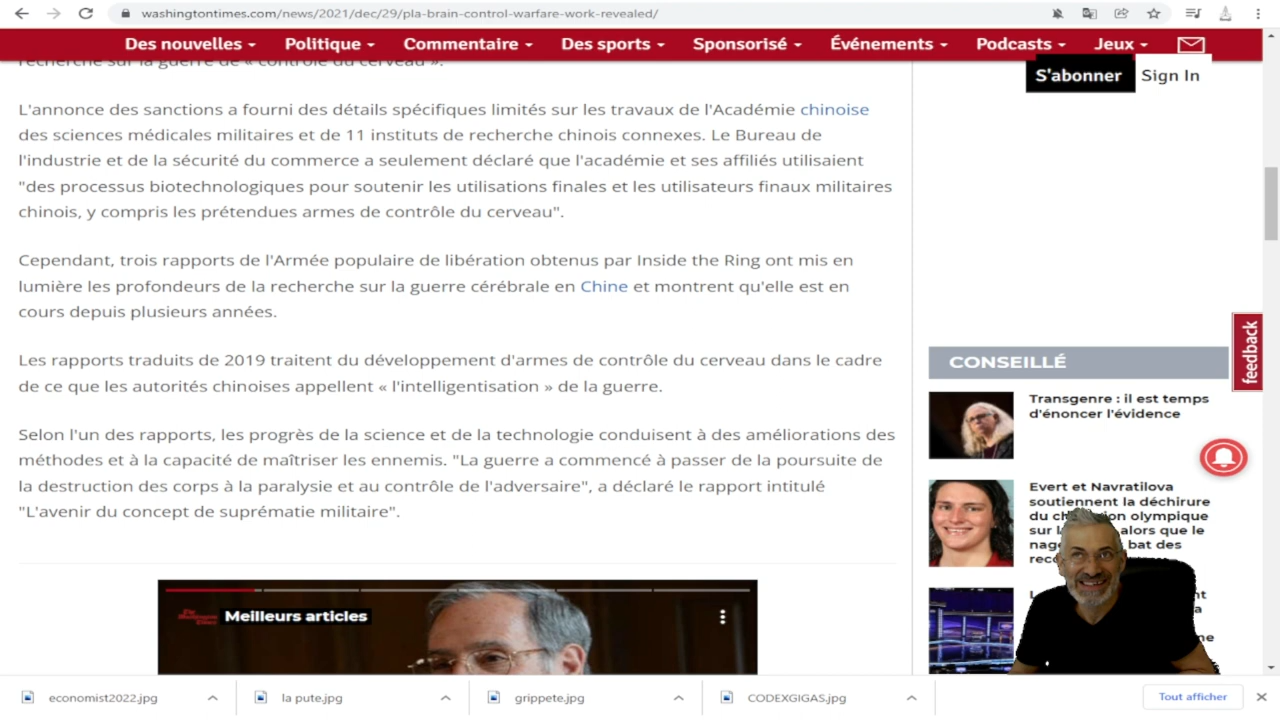 washingtontimes.com/news/2021/dec/29/pla-brain-control-warfare-work-revealed/
Des nouvelles
Politique
Commentaire
Des sports
Sponsorisé
Événements
Podcasts
Jeux
S'abonner
Sign In
recherche sur la guerre de « contrôle du cerveau ».
L'annonce des sanctions a fourni des détails spécifiques limités sur les travaux de l'Académie chinoise
des sciences médicales militaires et de 11 instituts de recherche chinois connexes. Le Bureau de
l'industrie et de la sécurité du commerce a seulement déclaré que l'académie et ses affiliés utilisaient
"des processus biotechnologiques pour soutenir les utilisations finales et les utilisateurs finaux militaires
chinois, y compris les prétendues armes de contrôle du cerveau".
Cependant, trois rapports de l'Armée populaire de libération obtenus par Inside the Ring ont mis en
lumière les profondeurs de la recherche sur la guerre cérébrale en Chine et montrent qu'elle est en
cours depuis plusieurs années.
Les rapports traduits de 2019 traitent du développement d'armes de contrôle du cerveau dans le cadre
de ce que les autorités chinoises appellent « l'intelligentisation » de la guerre.
Selon l'un des rapports, les progrès de la science et de la technologie conduisent à des améliorations des
méthodes et à la capacité de maîtriser les ennemis. "La guerre a commencé à passer de la poursuite de
la destruction des corps à la paralysie et au contrôle de l'adversaire", a déclaré le rapport intitulé
"L'avenir du concept de suprématie militaire".
Meilleurs articles
feedback
CONSEILLÉ
Transgenre : il est temps
d'énoncer l'évidence
Evert et Navratilova
soutiennent la déchirure
du olympique
sur alors que le
bat des
economist2022.jpg
la pute.jpg
grippete.jpg
CODEXGIGAS.jpg
Tout afficher